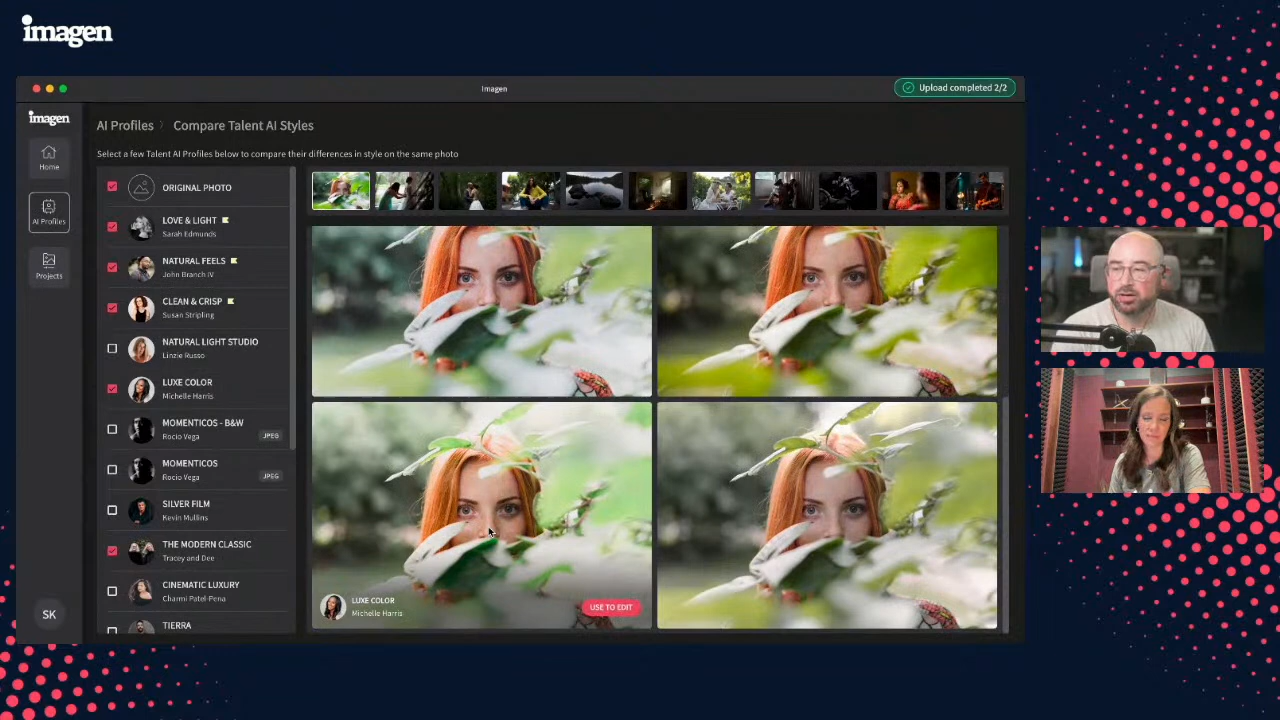 imagen
Imagen
Upload completed 2/2
imagen
Home
AI Profiles
Projects
SK
AI Profiles 〉 Compare Talent AI Styles
Select a few Talent AI Profiles below to compare their differences in style on the same photo
ORIGINAL PHOTO
LOVE & LIGHT
Sarah Edmunds
NATURAL FEELS
John Branch IV
CLEAN & CRISP
Susan Stripling
NATURAL LIGHT STUDIO
Linzie Russo
LUXE COLOR
Michelle Harris
MOMENTICOS - B&W
Rocio Vega
JPEG
MOMENTICOS
Rocio Vega
JPEG
SILVER FILM
Kevin Mullins
THE MODERN CLASSIC
Tracey and Dee
CINEMATIC LUXURY
Charmi Patel-Pena
TIERRA
LUXE COLOR
Michelle Harris
USE TO EDIT